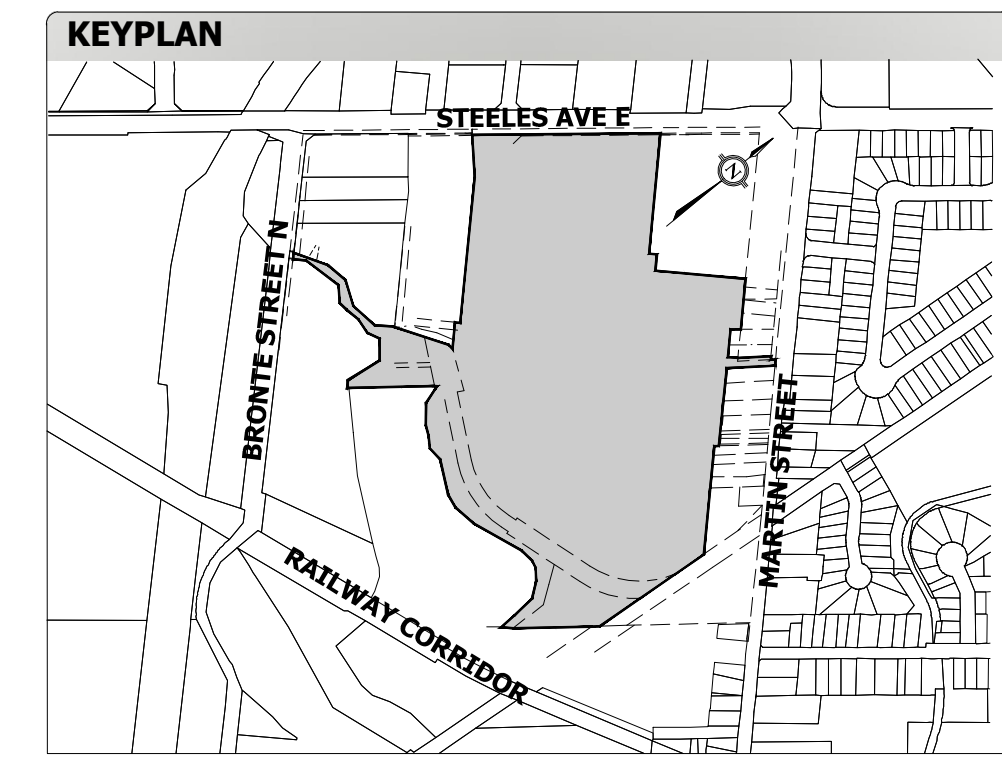 KEYPLAN
STEELES AVE E
N
BRONTE STREET N
MARTIN STREET
RAILWAY CORRIDOR